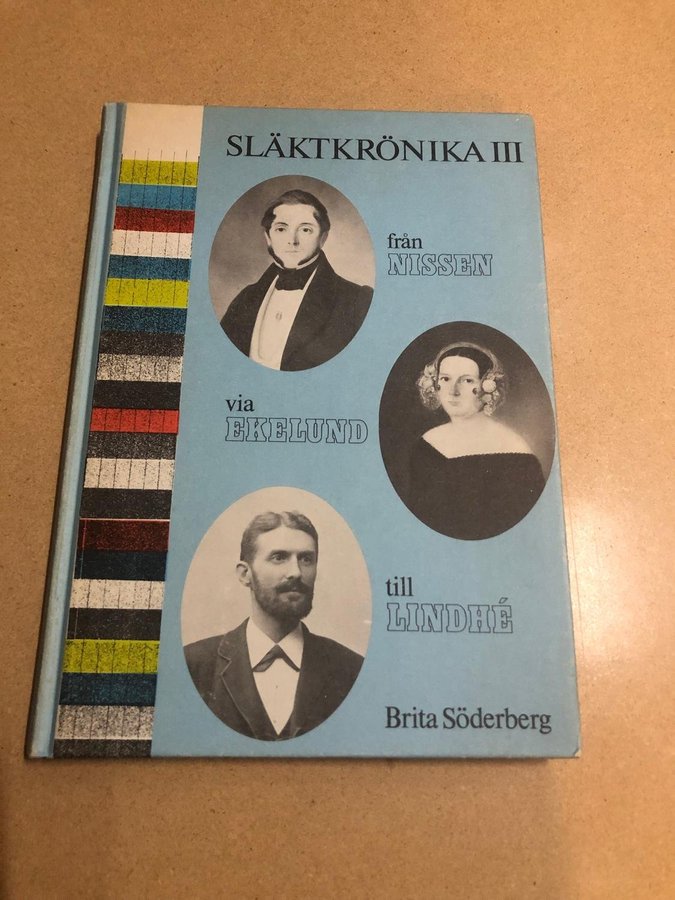 SLÄKTKRÖNIKA III
från
NISSEN
via
EKELUND
till
LINDHÉ
Brita Söderberg